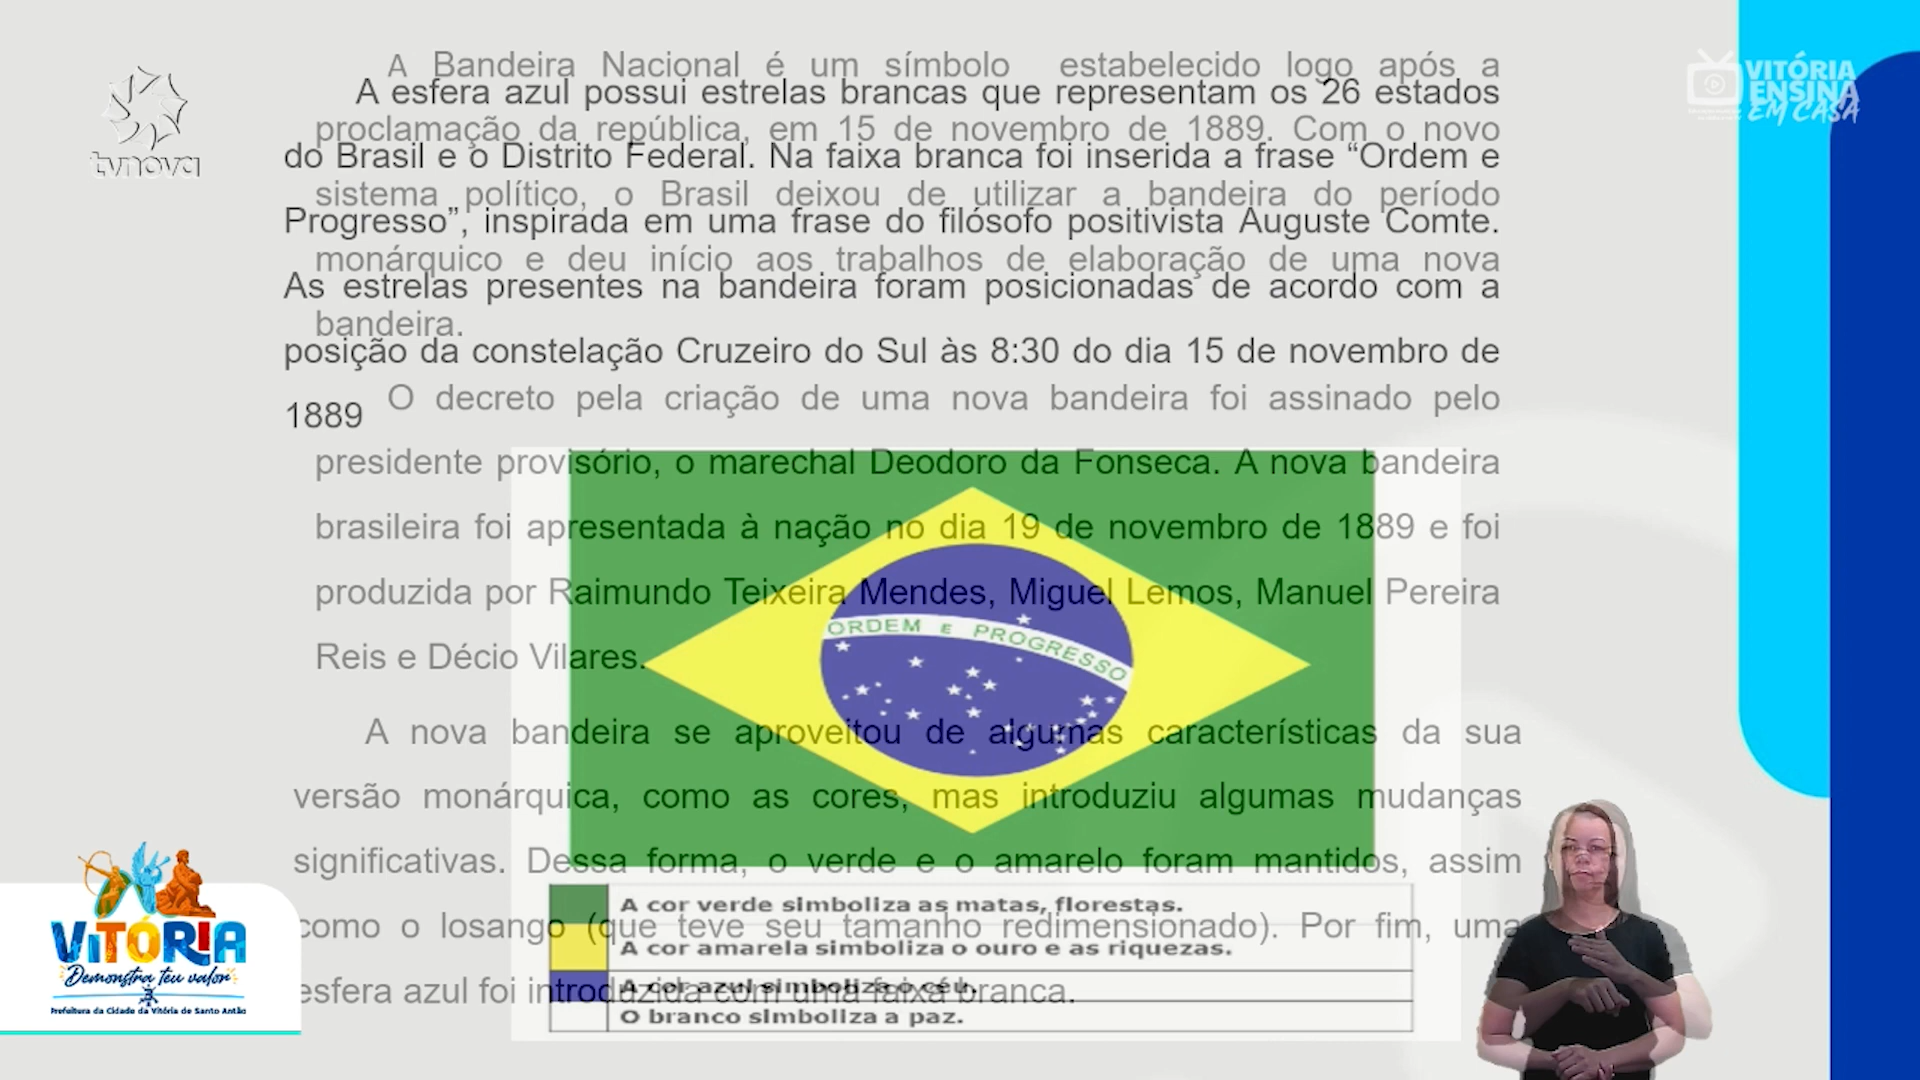 A Bandeira Nacional é um símbolo estabelecido logo após a
proclamação da república, em 15 de novembro de 1889. Com o novo
sistema político, o Brasil deixou de utilizar a bandeira do período
monárquico e deu início aos trabalhos de elaboração de uma nova
bandeira.
O decreto pela criação de uma nova bandeira foi assinado pelo
presidente provisório, o marechal Deodoro da Fonseca. A nova bandeira
brasileira foi apresentada à nação no dia 19 de novembro de 1889 e foi
produzida por Raimundo Teixeira Mendes, Miguel Lemos, Manuel Pereira
Reis e Décio Vilares.
A nova bandeira se aproveitou de algumas características da sua
versão monárquica, como as cores, mas introduziu algumas mudanças
significativas. Dessa forma, o verde e o amarelo foram mantidos, assim
como o losango (que teve seu tamanho redimensionado). Por fim, uma
esfera azul foi introduzida com uma faixa branca.
A esfera azul possui estrelas brancas que representam os 26 estados
do Brasil e o Distrito Federal. Na faixa branca foi inserida a frase “Ordem e
Progresso”, inspirada em uma frase do filósofo positivista Auguste Comte.
As estrelas presentes na bandeira foram posicionadas de acordo com a
posição da constelação Cruzeiro do Sul às 8:30 do dia 15 de novembro de
1889
ORDEM E PROGRESSO
A cor verde simboliza as matas, florestas.
A cor amarela simboliza o ouro e as riquezas.
A cor azul simboliza o céu.
O branco simboliza a paz.
tvnova
VITÓRIA
ENSINA
EM CASA
VITÓRIA
Demonstra teu valor
Prefeitura da Cidade da Vitória de Santo Antão